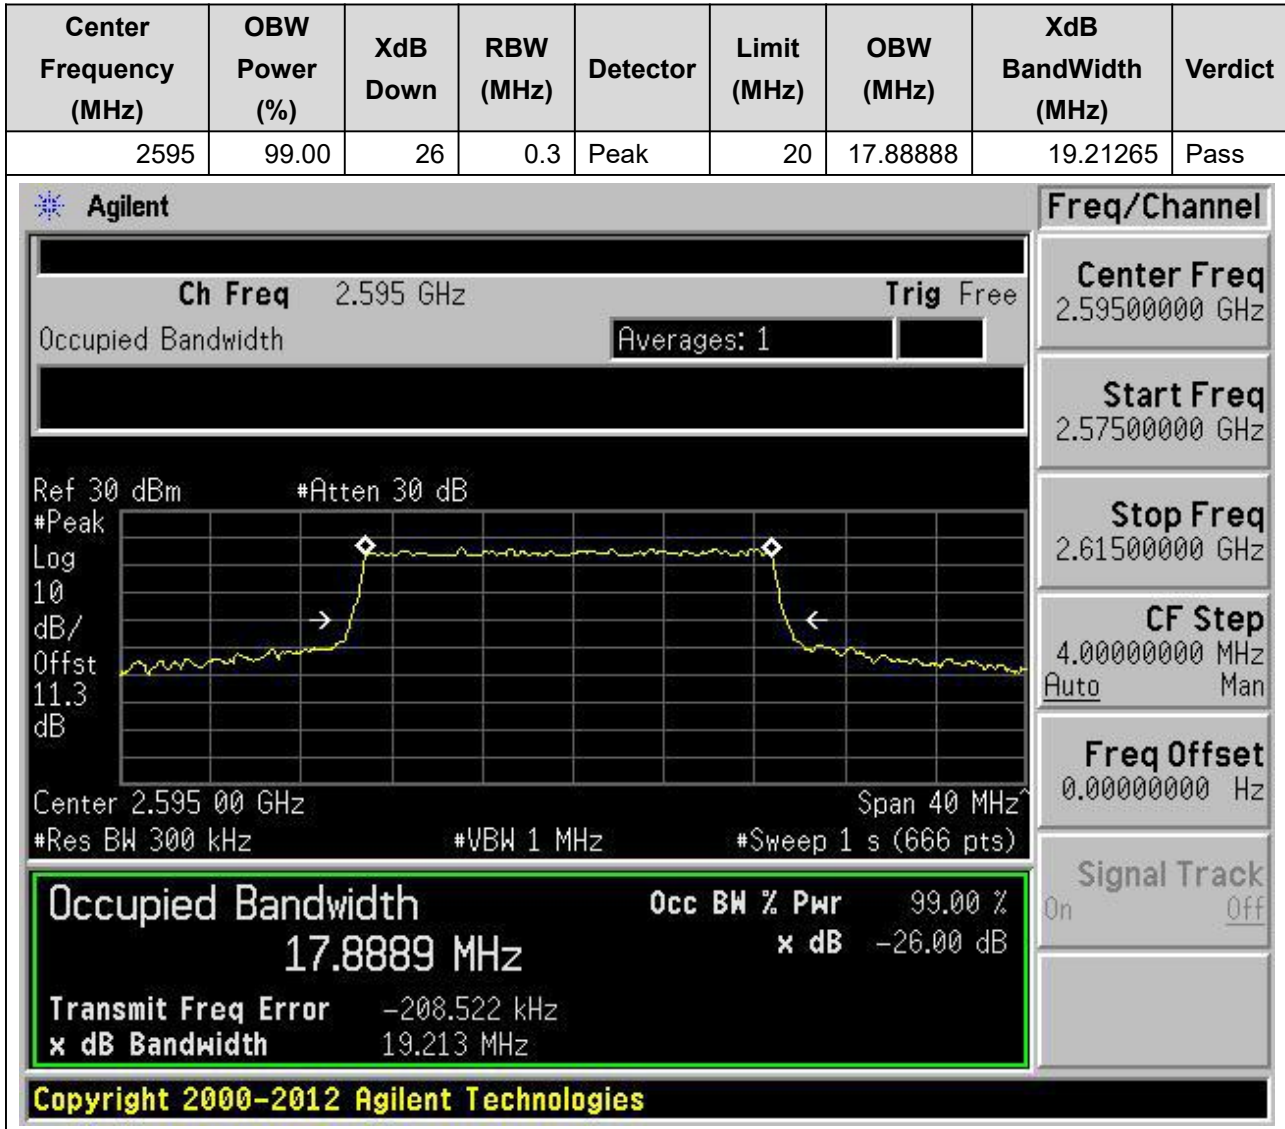 Center Frequency (MHz) OBW Power (%) XdB Down RBW (MHz) Detector Limit (MHz) OBW (MHz) XdB BandWidth (MHz) Verdict
2595 99.00 26 0.3 Peak 20 17.88888 19.21265 Pass
Agilent
Freq/Channel
Ch Freq 2.595 GHz Trig Free
Occupied Bandwidth Averages: 1
Center Freq
2.59500000 GHz
Start Freq
2.57500000 GHz
Stop Freq
2.61500000 GHz
CF Step
4.00000000 MHz
Auto Man
Freq Offset
0.00000000 Hz
Signal Track
On Off
Ref 30 dBm #Atten 30 dB
#Peak
Log
10
dB/
Offst
11.3
dB
Center 2.595 00 GHz Span 40 MHz^
#Res BW 300 kHz #VBW 1 MHz #Sweep 1 s (666 pts)
Occupied Bandwidth Occ BW % Pwr 99.00 %
17.8889 MHz x dB -26.00 dB
Transmit Freq Error -208.522 kHz
x dB Bandwidth 19.213 MHz
Copyright 2000-2012 Agilent Technologies